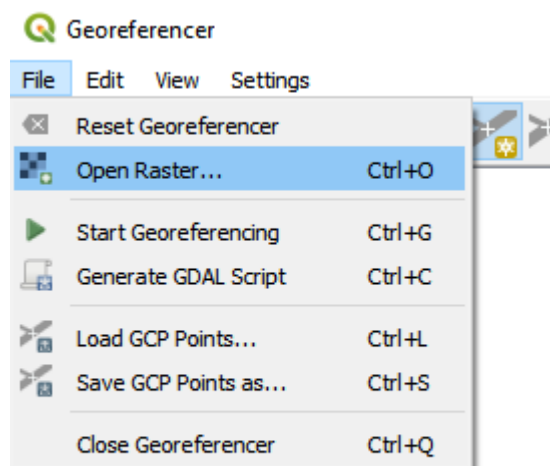 Georeferencer
File Edit View Settings
Reset Georeferencer
Open Raster... Ctrl+O
Start Georeferencing Ctrl+G
Generate GDAL Script Ctrl+C
Load GCP Points... Ctrl+L
Save GCP Points as... Ctrl+S
Close Georeferencer Ctrl+Q